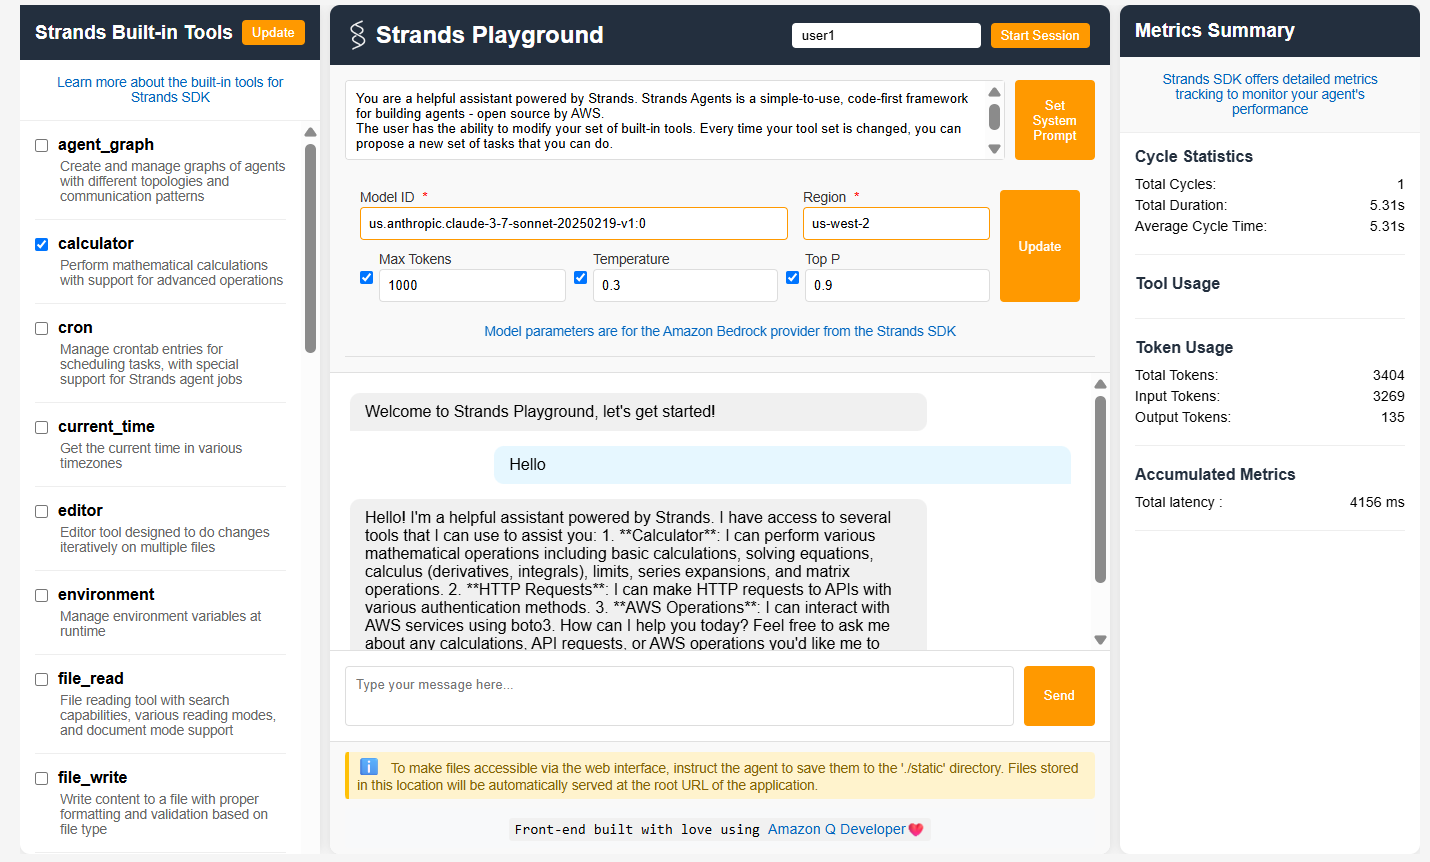 Strands Built-in Tools
Update
Learn more about the built-in tools for
Strands SDK
agent_graph
Create and manage graphs of agents
with different topologies and
communication patterns
calculator
Perform mathematical calculations
with support for advanced operations
cron
Manage crontab entries for
scheduling tasks, with special
support for Strands agent jobs
current_time
Get the current time in various
timezones
editor
Editor tool designed to do changes
iteratively on multiple files
environment
Manage environment variables at
runtime
file_read
File reading tool with search
capabilities, various reading modes,
and document mode support
file_write
Write content to a file with proper
formatting and validation based on
file type
Strands Playground
user1
Start Session
You are a helpful assistant powered by Strands. Strands Agents is a simple-to-use, code-first framework
for building agents - open source by AWS.
The user has the ability to modify your set of built-in tools. Every time your tool set is changed, you can
propose a new set of tasks that you can do.
Set
System
Prompt
Model ID *
us.anthropic.claude-3-7-sonnet-20250219-v1:0
Region *
us-west-2
Max Tokens
1000
Temperature
0.3
Top P
0.9
Update
Model parameters are for the Amazon Bedrock provider from the Strands SDK
Welcome to Strands Playground, let's get started!
Hello
Hello! I'm a helpful assistant powered by Strands. I have access to several
tools that I can use to assist you: 1. **Calculator**: I can perform various
mathematical operations including basic calculations, solving equations,
calculus (derivatives, integrals), limits, series expansions, and matrix
operations. 2. **HTTP Requests**: I can make HTTP requests to APIs with
various authentication methods. 3. **AWS Operations**: I can interact with
AWS services using boto3. How can I help you today? Feel free to ask me
about any calculations, API requests, or AWS operations you'd like me to
Type your message here...
Send
To make files accessible via the web interface, instruct the agent to save them to the './static' directory. Files stored
in this location will be automatically served at the root URL of the application.
Front-end built with love using Amazon Q Developer
Metrics Summary
Strands SDK offers detailed metrics
tracking to monitor your agent's
performance
Cycle Statistics
Total Cycles: 1
Total Duration: 5.31s
Average Cycle Time: 5.31s
Tool Usage
Token Usage
Total Tokens: 3404
Input Tokens: 3269
Output Tokens: 135
Accumulated Metrics
Total latency : 4156 ms